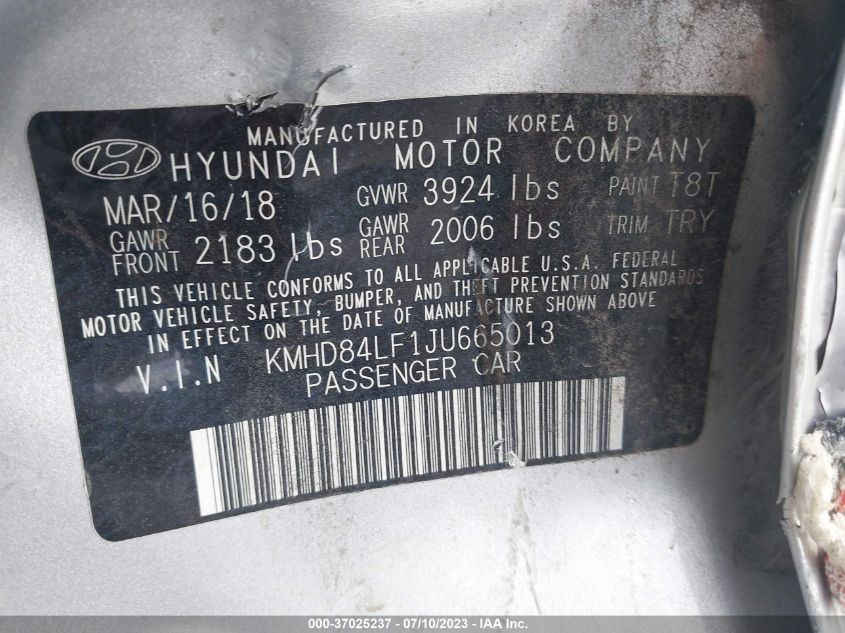 MANUFACTURED IN KOREA BY
HYUNDAI MOTOR COMPANY
MAR/16/18 GVWR 3924 lbs PAINT T8T
GAWR FRONT 2183 lbs GAWR REAR 2006 lbs TRIM TRY
THIS VEHICLE CONFORMS TO ALL APPLICABLE U.S.A. FEDERAL
MOTOR VEHICLE SAFETY, BUMPER, AND THEFT PREVENTION STANDARDS
IN EFFECT ON THE DATE OF MANUFACTURE SHOWN ABOVE
V.I.N KMHD84LF1JU665013
PASSENGER CAR
000-37025237 - 07/10/2023 - IAAI.com